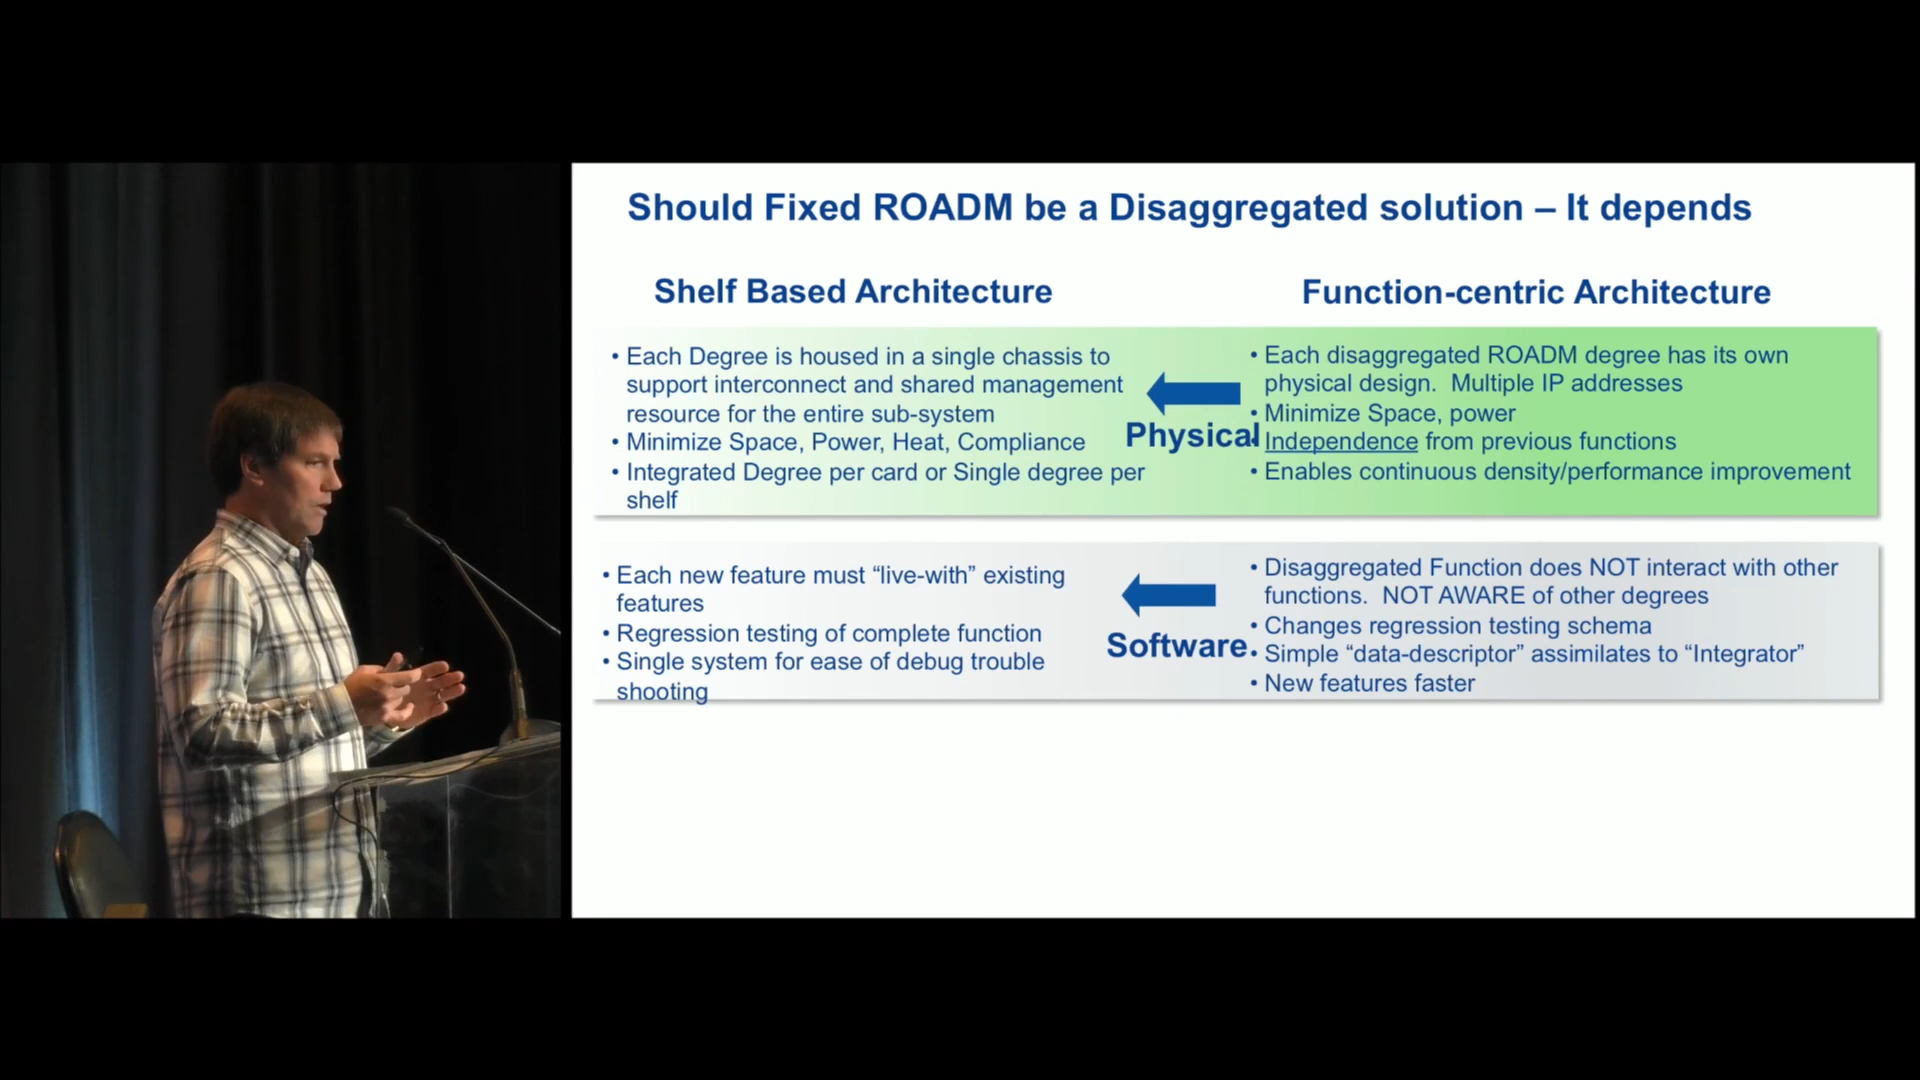 Should Fixed ROADM be a Disaggregated solution – It depends
Shelf Based Architecture
Function-centric Architecture
• Each Degree is housed in a single chassis to
support interconnect and shared management
resource for the entire sub-system
• Minimize Space, Power, Heat, Compliance
• Integrated Degree per card or Single degree per
shelf
Physical
• Each disaggregated ROADM degree has its own
physical design.  Multiple IP addresses
• Minimize Space, power
• Independence from previous functions
• Enables continuous density/performance improvement
• Each new feature must “live-with” existing
features
• Regression testing of complete function
• Single system for ease of debug trouble
shooting
Software
• Disaggregated Function does NOT interact with other
functions.  NOT AWARE of other degrees
• Changes regression testing schema
• Simple “data-descriptor” assimilates to “Integrator”
• New features faster